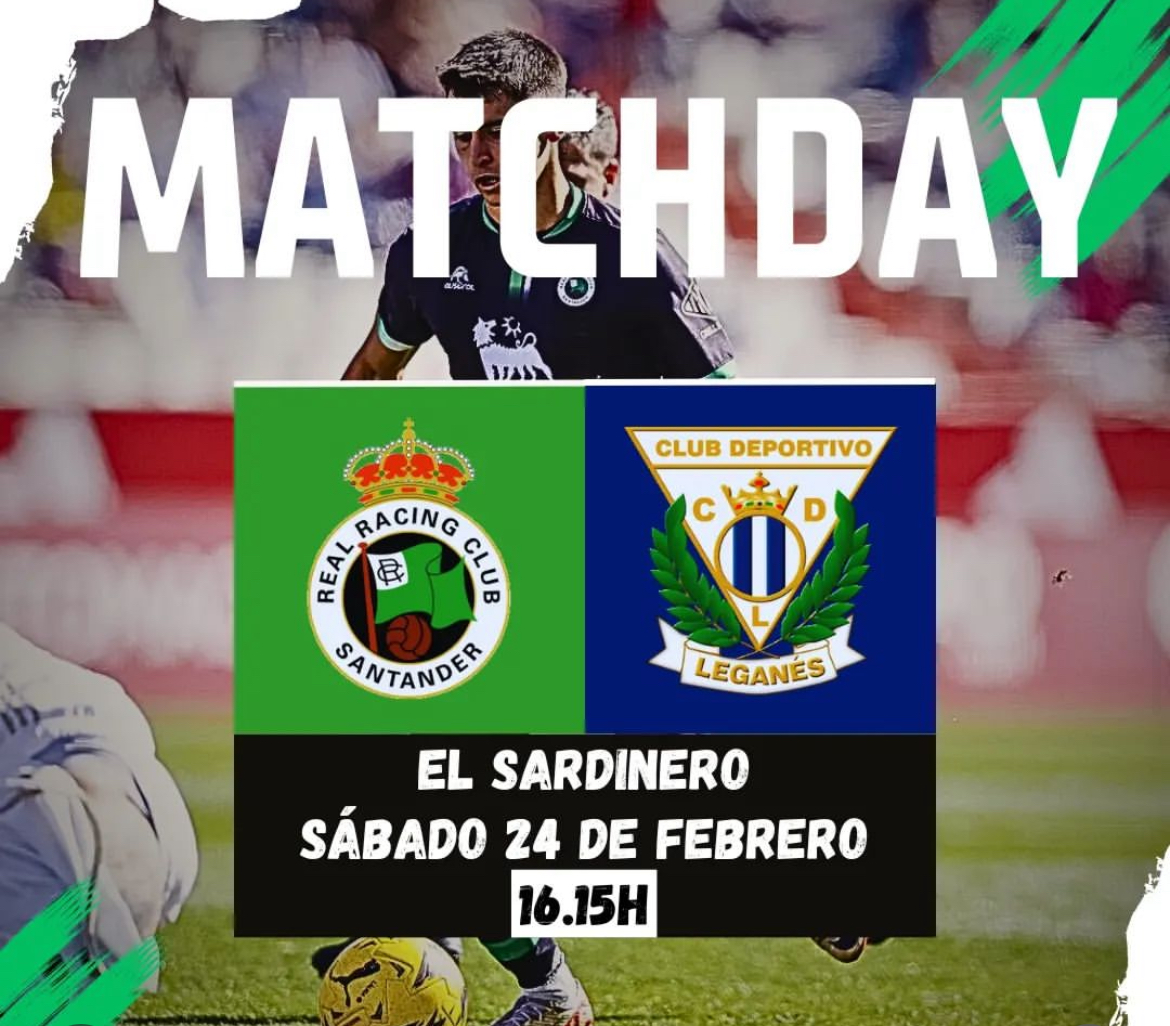 MATCHDAY
REAL RACING CLUB
SANTANDER
CLUB DEPORTIVO
C D
L
LEGANÉS
EL SARDINERO
SÁBADO 24 DE FEBRERO
16.15H